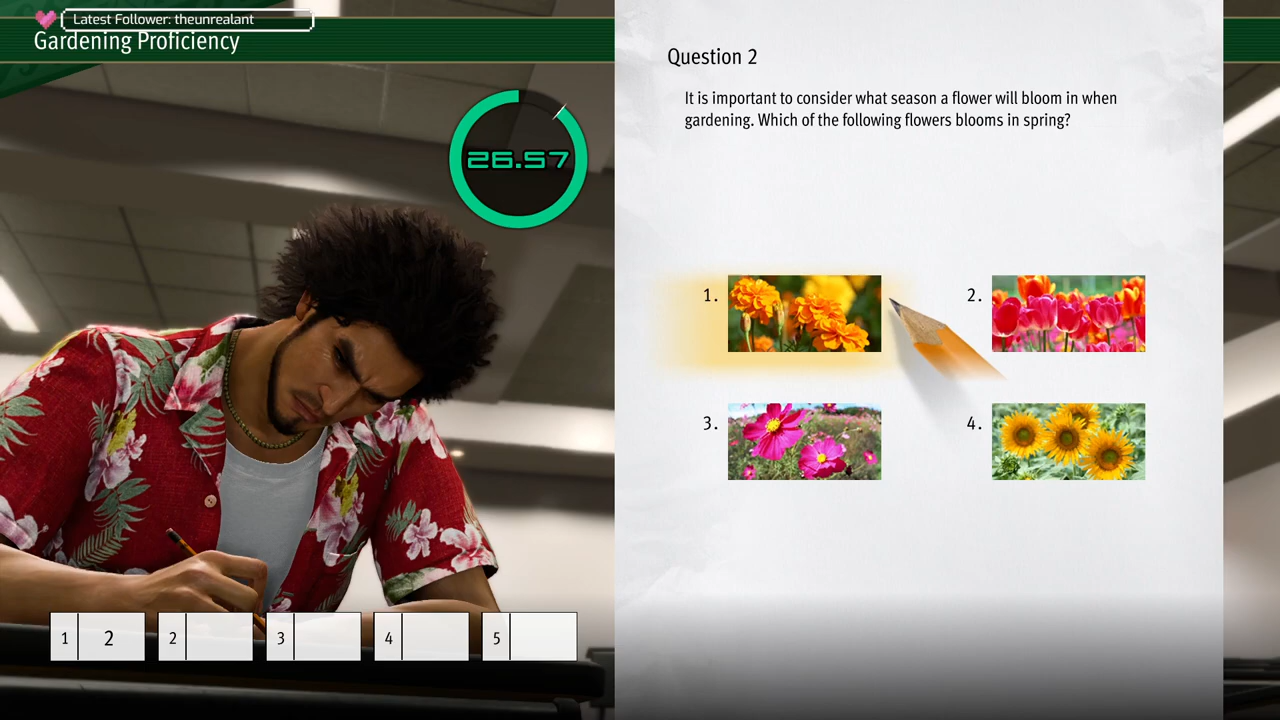 Latest Follower: theunrealant
Gardening Proficiency
26.57
Question 2
It is important to consider what season a flower will bloom in when
gardening. Which of the following flowers blooms in spring?
1.
2.
3.
4.
1 2 2 3 4 5